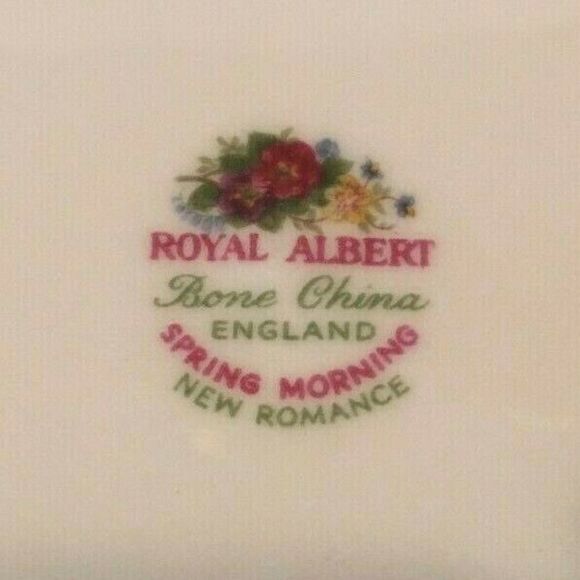 ROYAL ALBERT
Bone China
ENGLAND
SPRING MORNING
NEW ROMANCE